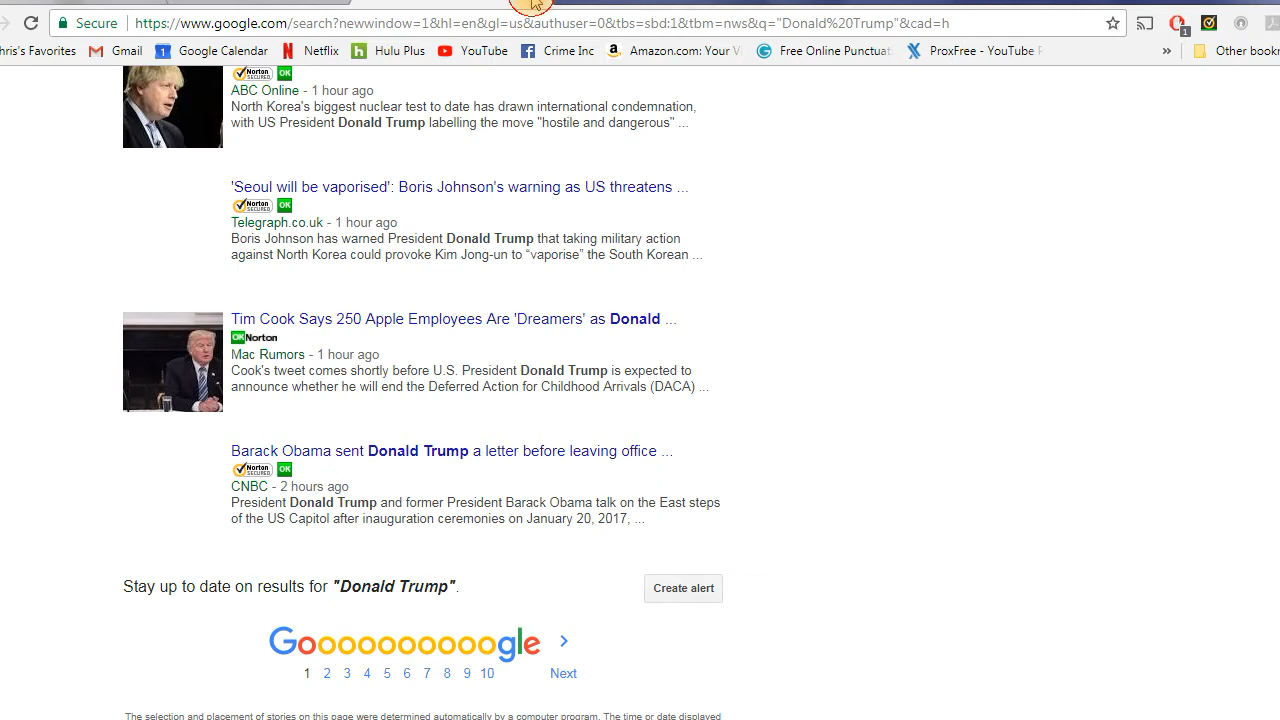 Secure https://www.google.com/search?newwindow=1&hl=en&gl=us&authuser=0&tbs=sbd:1&tbm=nws&q="Donald%20Trump"&cad=h
hris's Favorites Gmail Google Calendar Netflix Hulu Plus YouTube Crime Inc Amazon.com: Your Free Online Punctuat ProxFree - YouTube » Other bookm
Norton SECURED OK
ABC Online - 1 hour ago
North Korea's biggest nuclear test to date has drawn international condemnation,
with US President Donald Trump labelling the move "hostile and dangerous" ...
'Seoul will be vaporised': Boris Johnson's warning as US threatens ...
Norton SECURED OK
Telegraph.co.uk - 1 hour ago
Boris Johnson has warned President Donald Trump that taking military action
against North Korea could provoke Kim Jong-un to “vaporise” the South Korean ...
Tim Cook Says 250 Apple Employees Are 'Dreamers' as Donald ...
OK Norton
Mac Rumors - 1 hour ago
Cook's tweet comes shortly before U.S. President Donald Trump is expected to
announce whether he will end the Deferred Action for Childhood Arrivals (DACA) ...
Barack Obama sent Donald Trump a letter before leaving office ...
Norton SECURED OK
CNBC - 2 hours ago
President Donald Trump and former President Barack Obama talk on the East steps
of the US Capitol after inauguration ceremonies on January 20, 2017, ...
Stay up to date on results for "Donald Trump".
Create alert
Goooooooooogle >
1 2 3 4 5 6 7 8 9 10 Next
The selection and placement of stories on this page were determined automatically by a computer program. The time or date displayed